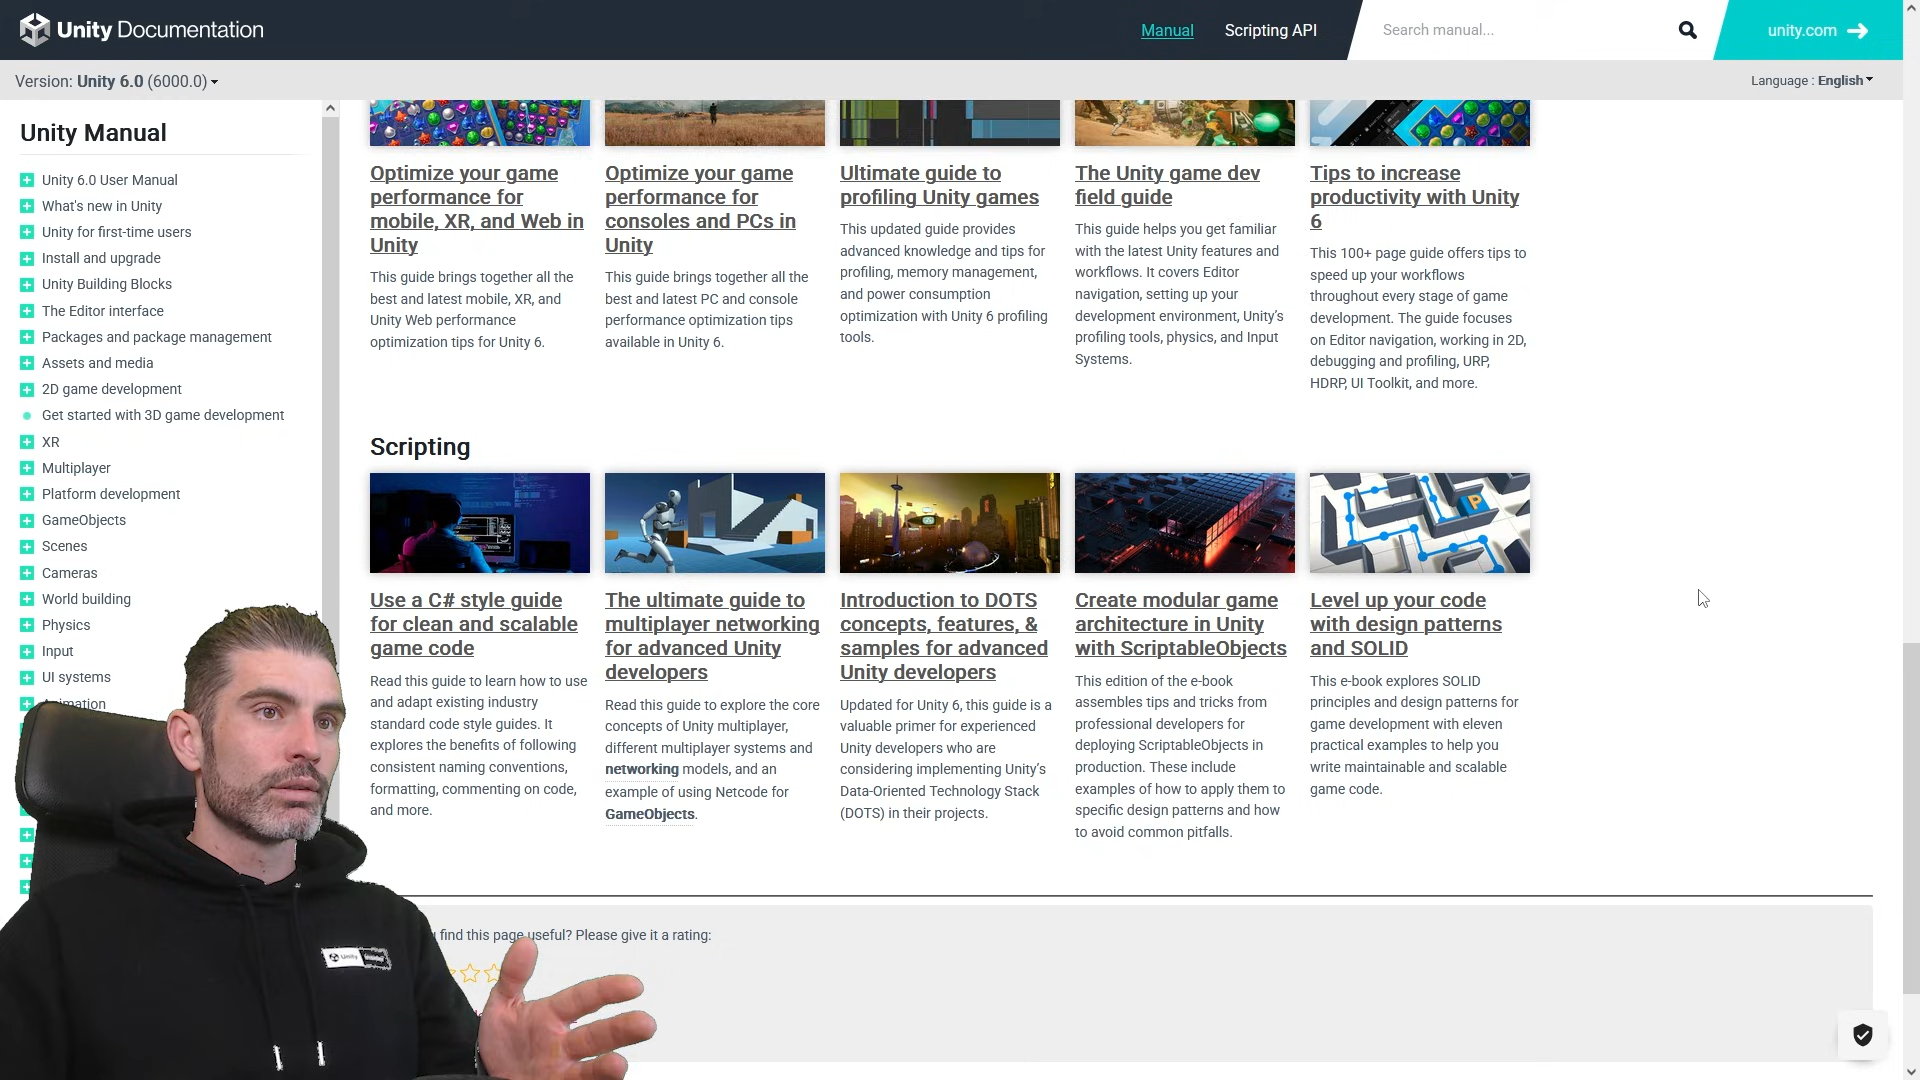 Unity Documentation
Manual
Scripting API
Search manual...
unity.com
Version: Unity 6.0 (6000.0)
Language : English
Unity Manual
Unity 6.0 User Manual
What's new in Unity
Unity for first-time users
Install and upgrade
Unity Building Blocks
The Editor interface
Packages and package management
Assets and media
2D game development
Get started with 3D game development
XR
Multiplayer
Platform development
GameObjects
Scenes
Cameras
World building
Physics
Input
UI systems
Animation
Optimize your game
performance for
mobile, XR, and Web in
Unity
This guide brings together all the
best and latest mobile, XR, and
Unity Web performance
optimization tips for Unity 6.
Optimize your game
performance for
consoles and PCs in
Unity
This guide brings together all the
best and latest PC and console
performance optimization tips
available in Unity 6.
Ultimate guide to
profiling Unity games
This updated guide provides
advanced knowledge and tips for
profiling, memory management,
and power consumption
optimization with Unity 6 profiling
tools.
The Unity game dev
field guide
This guide helps you get familiar
with the latest Unity features and
workflows. It covers Editor
navigation, setting up your
development environment, Unity's
profiling tools, physics, and Input
Systems.
Tips to increase
productivity with Unity
6
This 100+ page guide offers tips to
speed up your workflows
throughout every stage of game
development. The guide focuses
on Editor navigation, working in 2D,
debugging and profiling, URP,
HDRP, UI Toolkit, and more.
Scripting
Use a C# style guide
for clean and scalable
game code
Read this guide to learn how to use
and adapt existing industry
standard code style guides. It
explores the benefits of following
consistent naming conventions,
formatting, commenting on code,
and more.
The ultimate guide to
multiplayer networking
for advanced Unity
developers
Read this guide to explore the core
concepts of Unity multiplayer,
different multiplayer systems and
networking models, and an
example of using Netcode for
GameObjects.
Introduction to DOTS
concepts, features, &
samples for advanced
Unity developers
Updated for Unity 6, this guide is a
valuable primer for experienced
Unity developers who are
considering implementing Unity's
Data-Oriented Technology Stack
(DOTS) in their projects.
Create modular game
architecture in Unity
with ScriptableObjects
This edition of the e-book
assembles tips and tricks from
professional developers for
deploying ScriptableObjects in
production. These include
examples of how to apply them to
specific design patterns and how
to avoid common pitfalls.
P
Level up your code
with design patterns
and SOLID
This e-book explores SOLID
principles and design patterns for
game development with eleven
practical examples to help you
write maintainable and scalable
game code.
find this page useful? Please give it a rating:
Unity